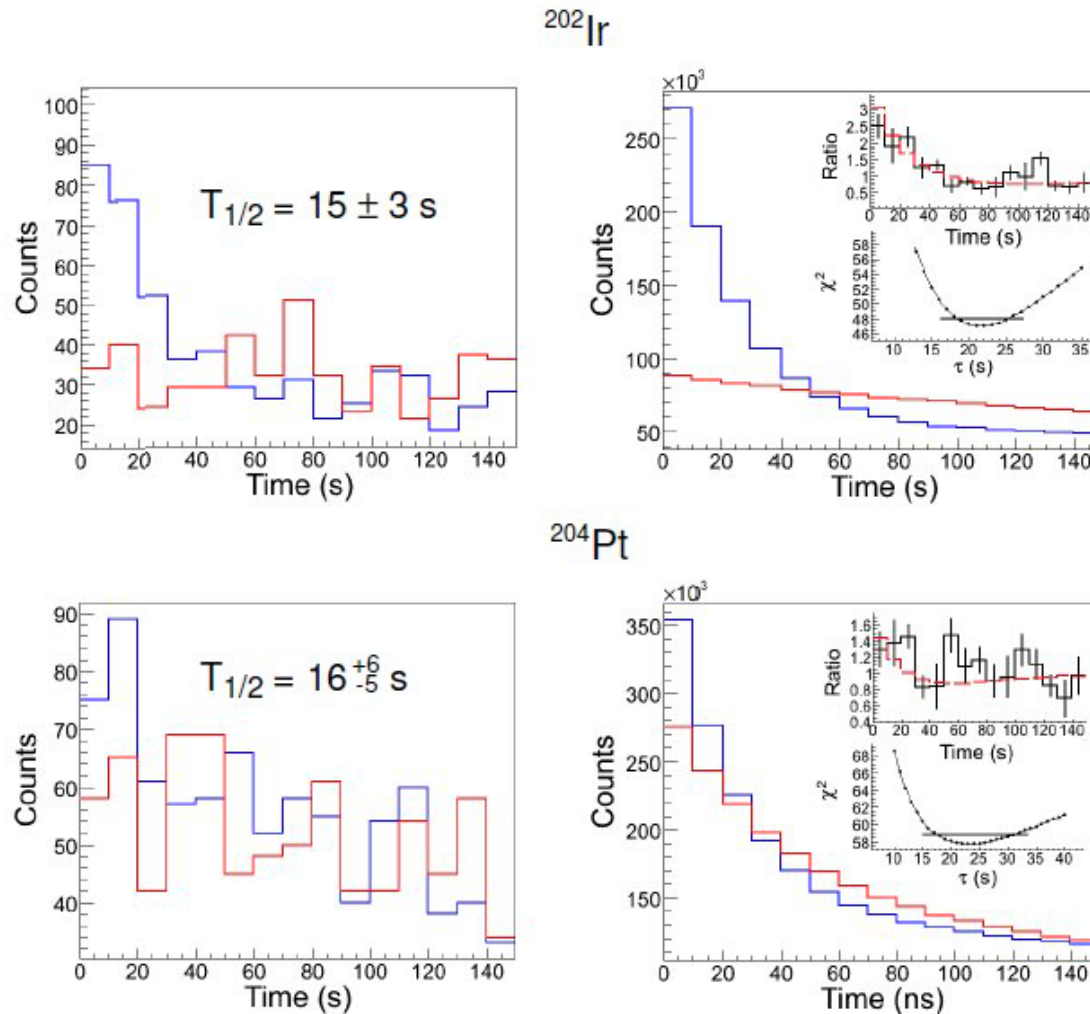 ²⁰²Ir
100
90
80
70
60
50
40
30
20
Counts
T₁/₂ = 15 ± 3 s
0 20 40 60 80 100 120 140
Time (s)
×10³
250
200
150
100
50
Counts
0 20 40 60 80 100 120 140
Time (s)
3
2.5
2
1.5
1
0.5
Ratio
0 20 40 60 80 100 120 140
Time (s)
58
56
54
52
50
48
46
χ²
10 15 20 25 30 35
τ (s)
²⁰⁴Pt
90
80
70
60
50
40
Counts
T₁/₂ = 16 +6 -5 s
0 20 40 60 80 100 120 140
Time (s)
×10³
350
300
250
200
150
Counts
0 20 40 60 80 100 120 140
Time (ns)
1.6
1.4
1.2
1
0.8
0.6
0.4
Ratio
0 20 40 60 80 100 120 140
Time (s)
68
66
64
62
60
58
χ²
10 15 20 25 30 35 40
τ (s)